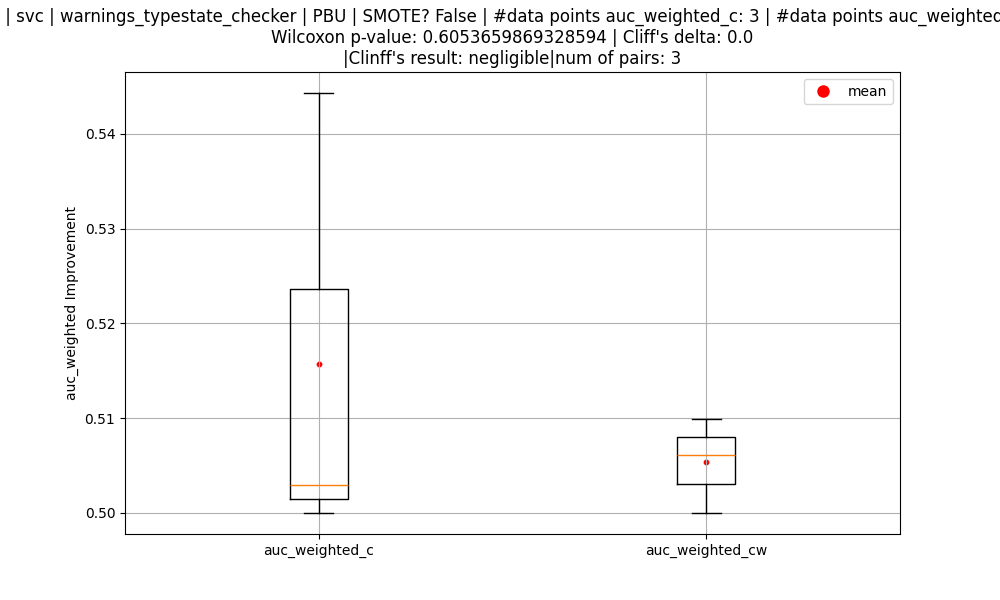 | svc | warnings_typestate_checker | PBU | SMOTE? False | #data points auc_weighted_c: 3 | #data points auc_weighted
Wilcoxon p-value: 0.6053659869328594 | Cliff's delta: 0.0
|Clinff's result: negligible|num of pairs: 3
mean
0.54
0.53
0.52
0.51
0.50
auc_weighted Improvement
auc_weighted_c
auc_weighted_cw